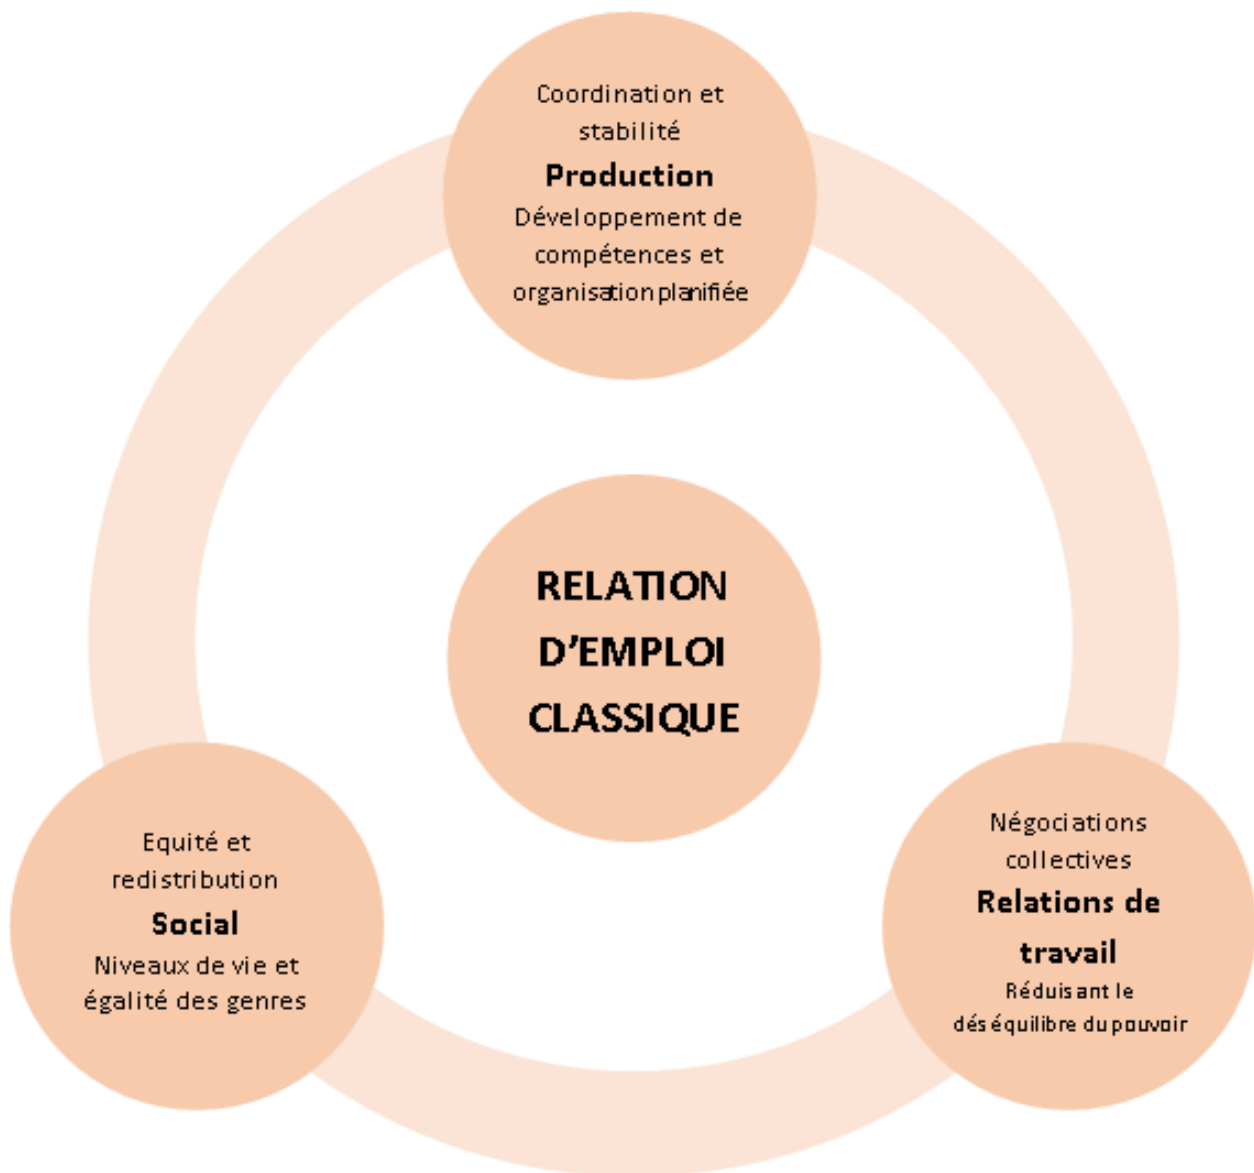 Coordination et
stabilité
Production
Développement de
compétences et
organisation planifiée
RELATION
D’EMPLOI
CLASSIQUE
Equité et
redistribution
Social
Niveaux de vie et
égalité des genres
Négociations
collectives
Relations de
travail
Réduisant le
déséquilibre du pouvoir